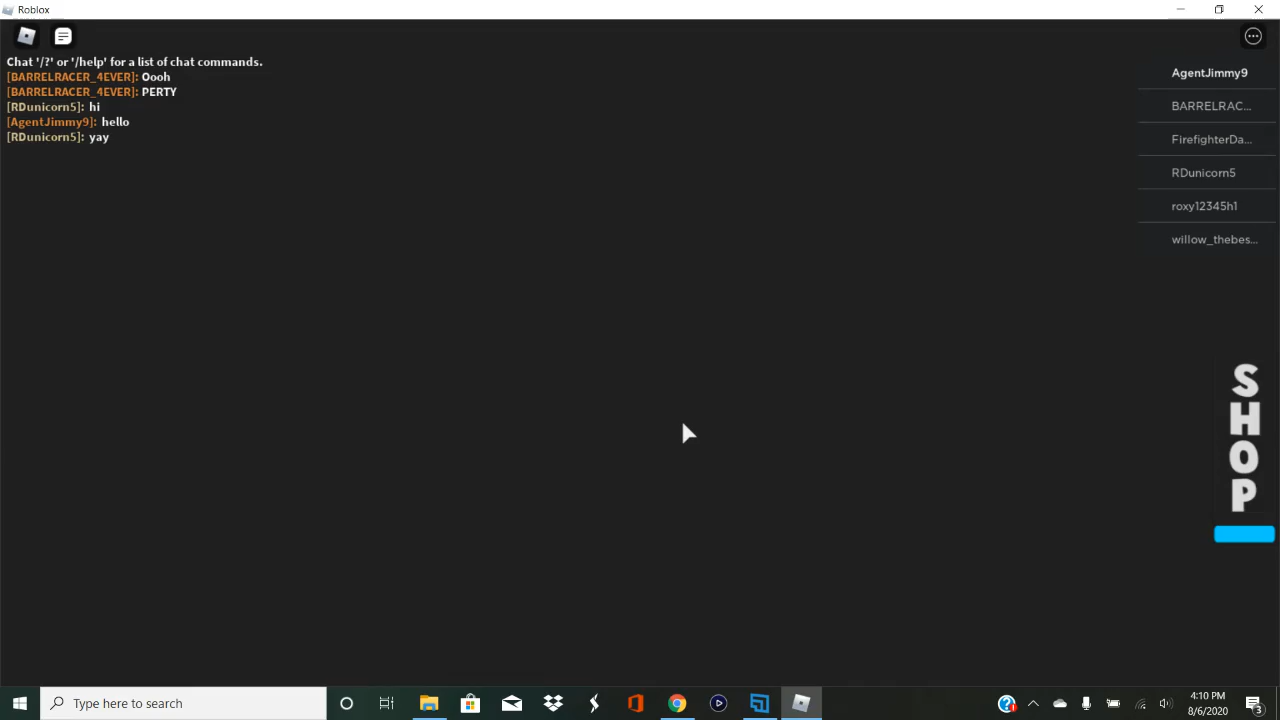 Roblox
Chat '/?' or '/help' for a list of chat commands.
[BARRELRACER_4EVER]: Oooh
[BARRELRACER_4EVER]: PERTY
[RDunicorn5]: hi
[AgentJimmy9]: hello
[RDunicorn5]: yay
AgentJimmy9
BARRELRAC...
FirefighterDa...
RDunicorn5
roxy12345h1
willow_thebes...
SHOP
Type here to search
4:10 PM
8/6/2020
3